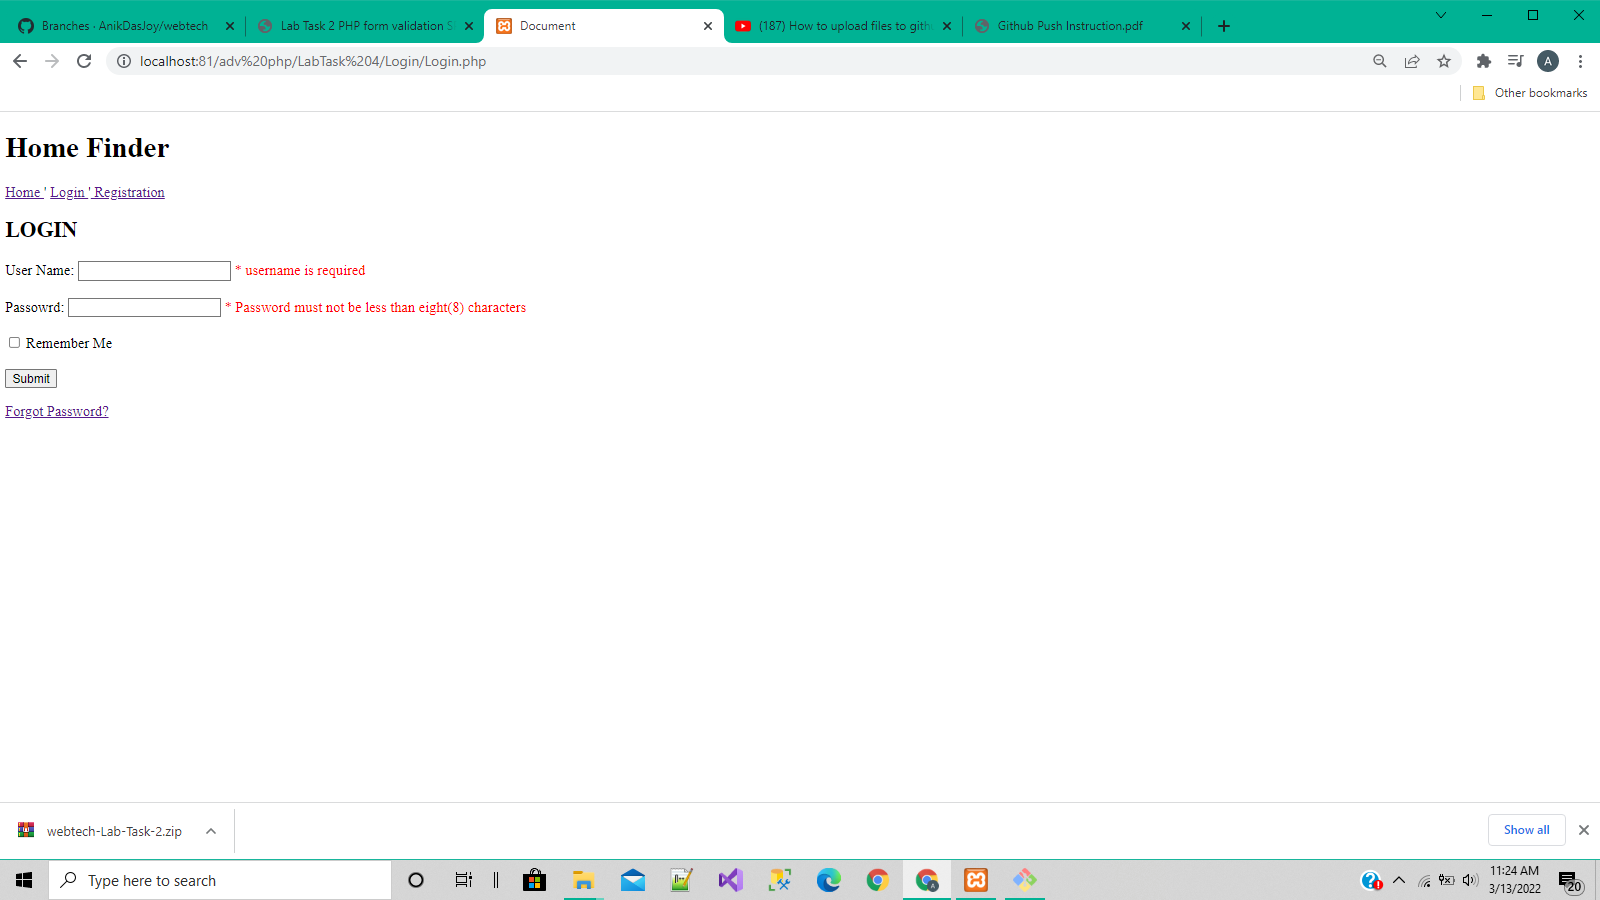 Branches · AnikDasJoy/webtech
Lab Task 2 PHP form validation
Document
(187) How to upload files to gith
Github Push Instruction.pdf
localhost:81/adv%20php/LabTask%204/Login/Login.php
A
Other bookmarks
Home Finder
Home ' Login ' Registration
LOGIN
User Name: * username is required
Passowrd: * Password must not be less than eight(8) characters
Remember Me
Submit
Forgot Password?
webtech-Lab-Task-2.zip
Show all
Type here to search
11:24 AM
3/13/2022
20